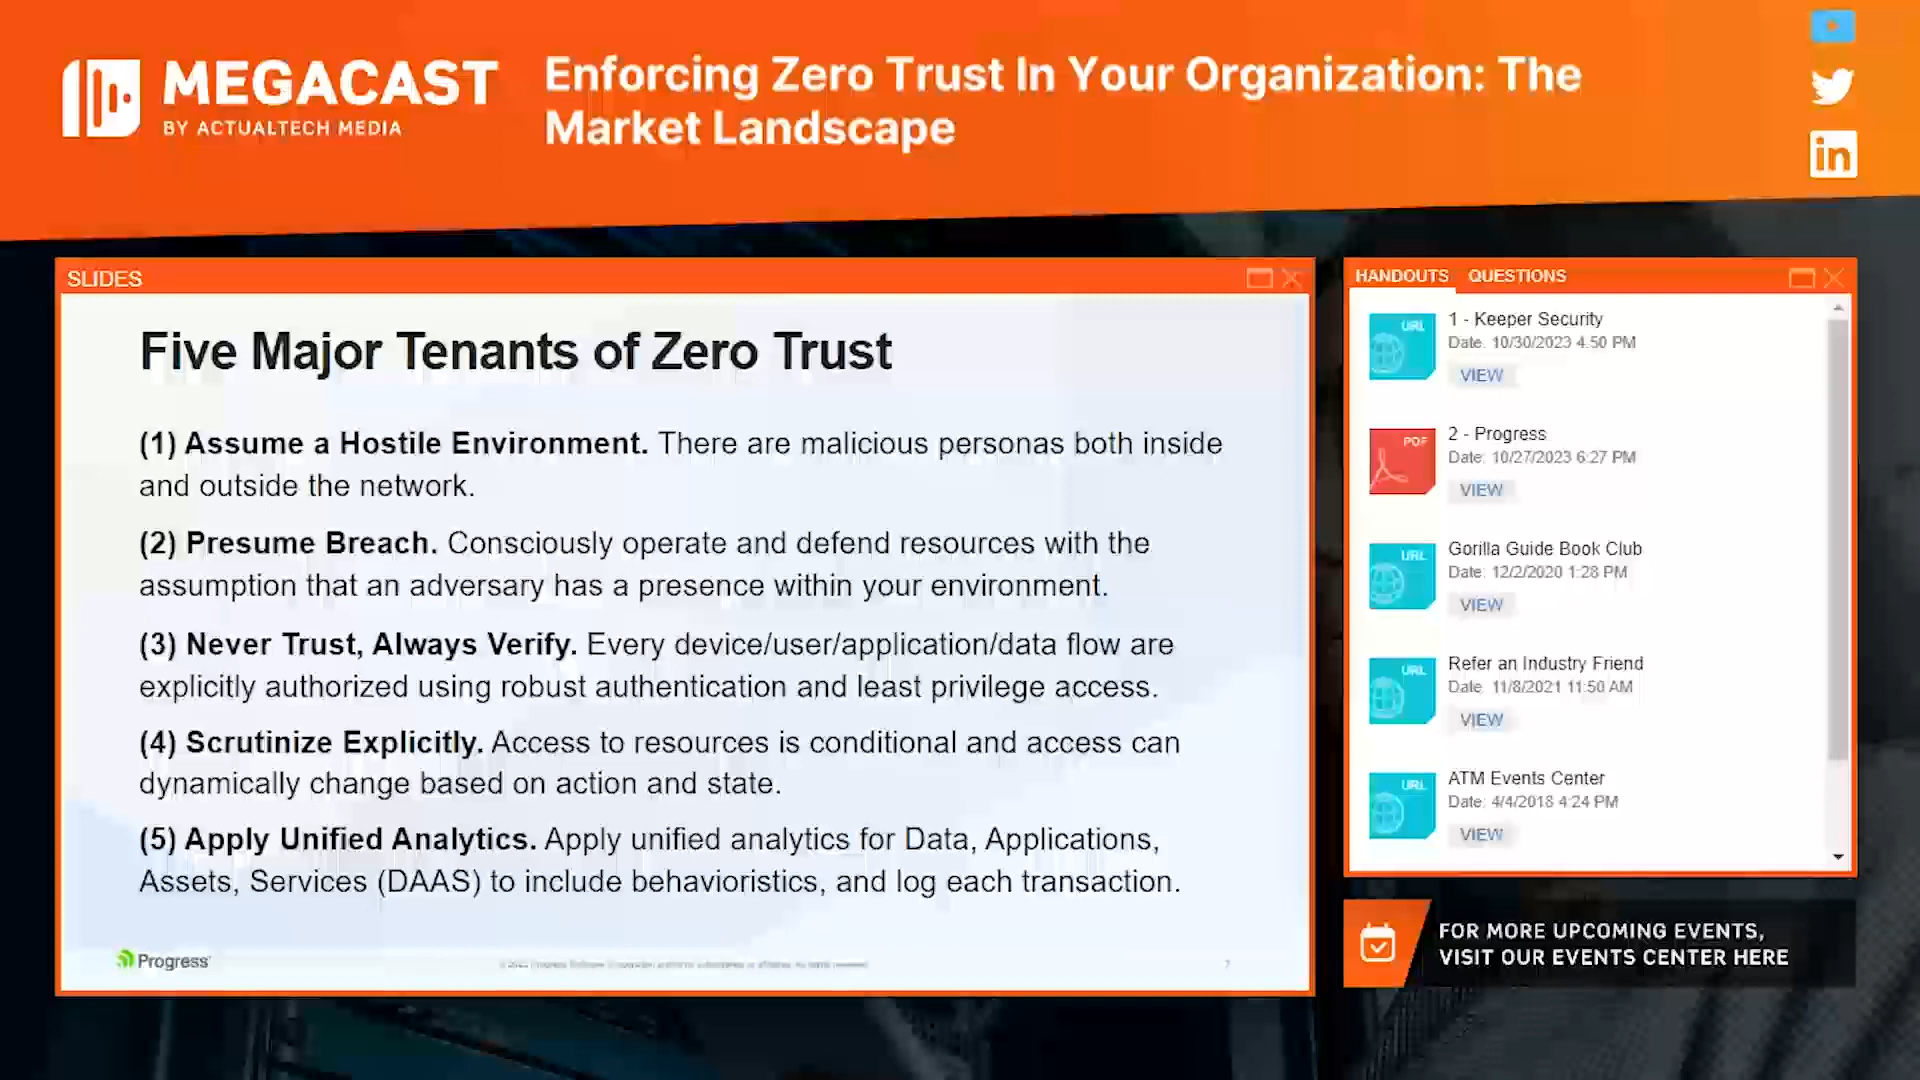 MEGACAST
BY ACTUALTECH MEDIA
Enforcing Zero Trust In Your Organization: The
Market Landscape
in
SLIDES
Five Major Tenants of Zero Trust
(1) Assume a Hostile Environment. There are malicious personas both inside
and outside the network.
(2) Presume Breach. Consciously operate and defend resources with the
assumption that an adversary has a presence within your environment.
(3) Never Trust, Always Verify. Every device/user/application/data flow are
explicitly authorized using robust authentication and least privilege access.
(4) Scrutinize Explicitly. Access to resources is conditional and access can
dynamically change based on action and state.
(5) Apply Unified Analytics. Apply unified analytics for Data, Applications,
Assets, Services (DAAS) to include behavioristics, and log each transaction.
Progress
7
HANDOUTS QUESTIONS
URL
1 - Keeper Security
Date: 10/30/2023 4:50 PM
VIEW
PDF
2 - Progress
Date: 10/27/2023 6:27 PM
VIEW
URL
Gorilla Guide Book Club
Date: 12/2/2020 1:28 PM
VIEW
URL
Refer an Industry Friend
Date: 11/8/2021 11:50 AM
VIEW
URL
ATM Events Center
Date: 4/4/2018 4:24 PM
VIEW
FOR MORE UPCOMING EVENTS,
VISIT OUR EVENTS CENTER HERE